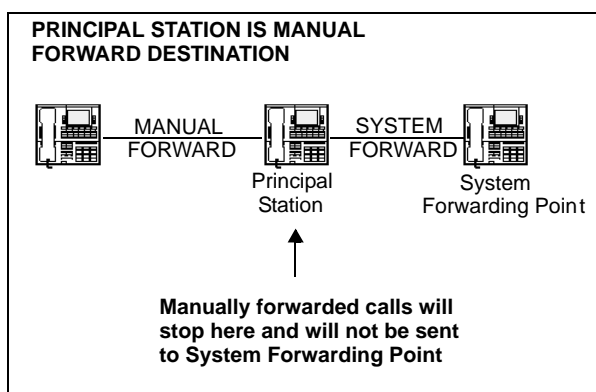 PRINCIPAL STATION IS MANUAL
FORWARD DESTINATION
MANUAL
FORWARD
SYSTEM
FORWARD
Principal
Station
System
Forwarding Point
Manually forwarded calls will
stop here and will not be sent
to System Forwarding Point